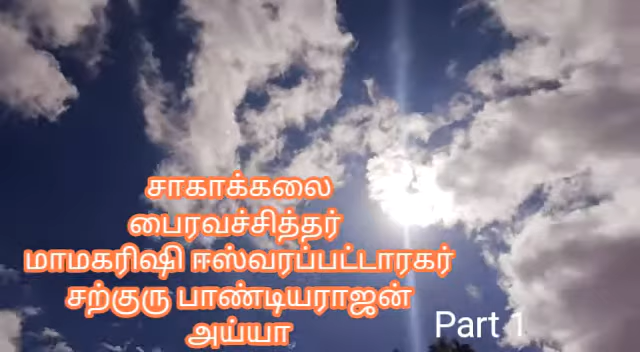 சாகாக்கலை
பைரவச்சித்தர்
மாமகரிஷி ஈஸ்வரப்பட்டாரகர்
சற்குரு பாண்டியராஜன்
அய்யா
Part 1